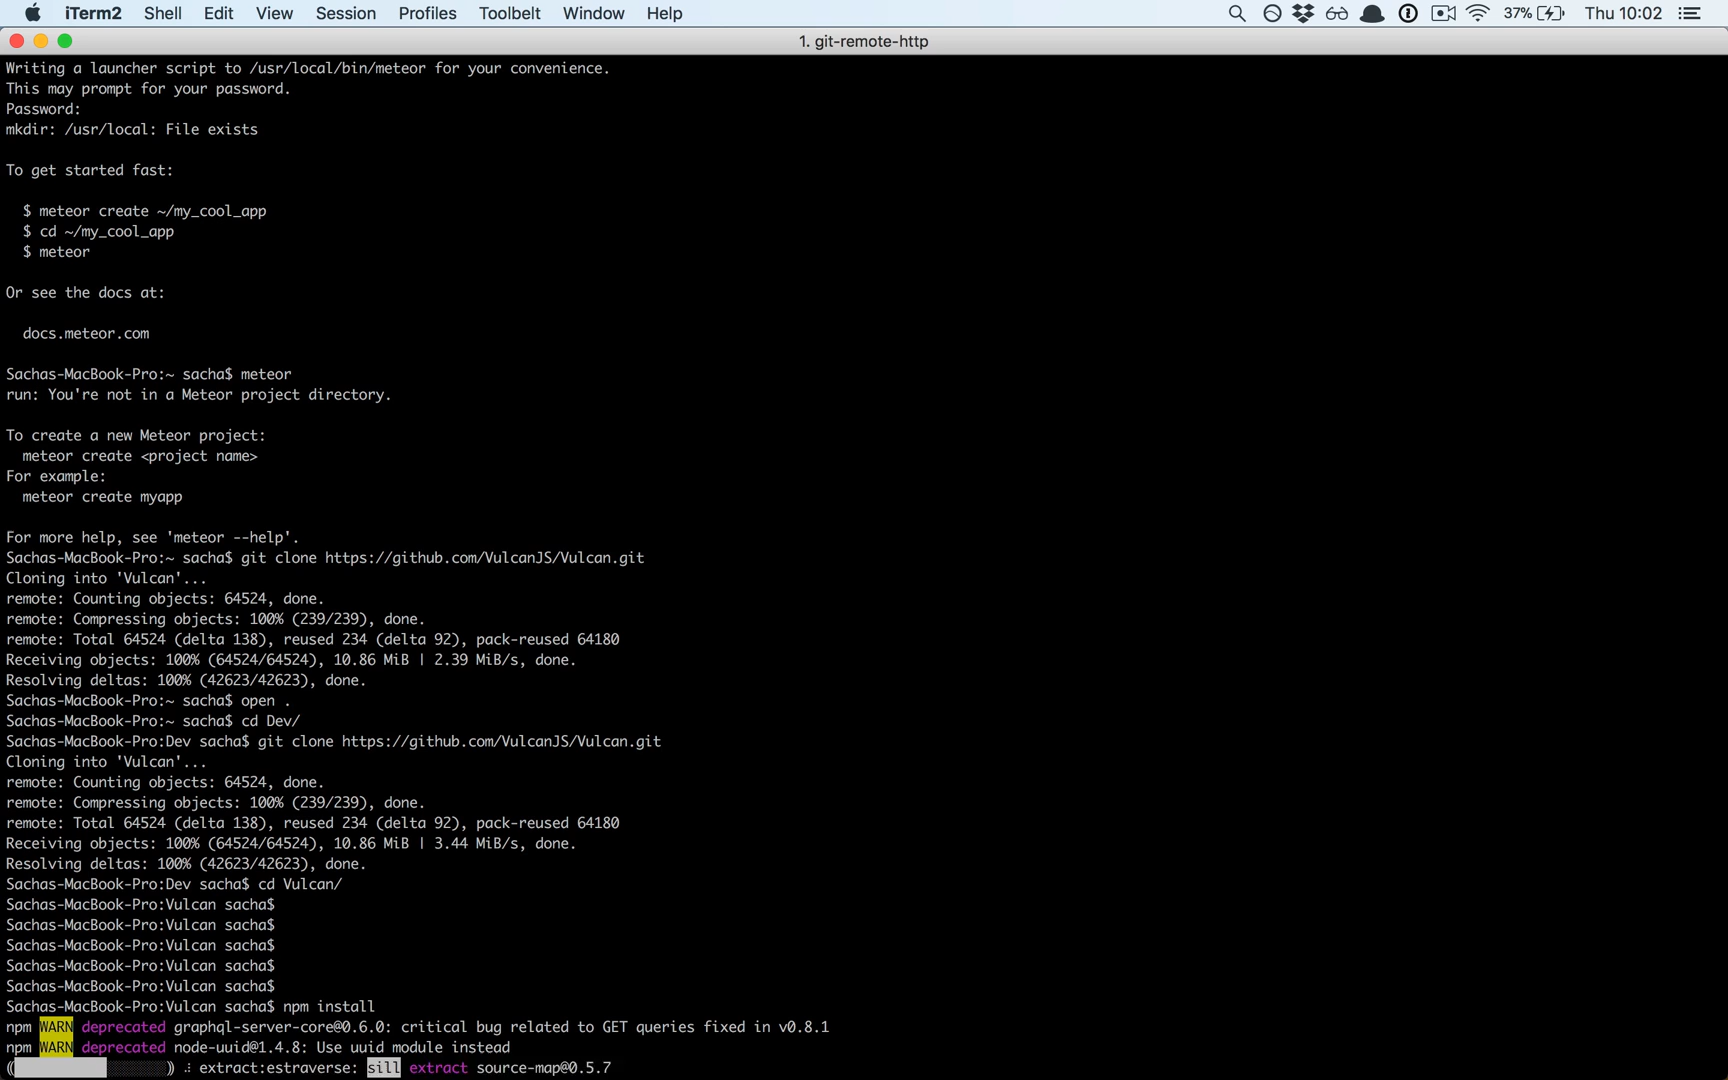 iTerm2 Shell Edit View Session Profiles Toolbelt Window Help 37% Thu 10:02
1. git-remote-http
Writing a launcher script to /usr/local/bin/meteor for your convenience.
This may prompt for your password.
Password:
mkdir: /usr/local: File exists
To get started fast:
$ meteor create ~/my_cool_app
$ cd ~/my_cool_app
$ meteor
Or see the docs at:
docs.meteor.com
Sachas-MacBook-Pro:~ sacha$ meteor
run: You're not in a Meteor project directory.
To create a new Meteor project:
meteor create <project name>
For example:
meteor create myapp
For more help, see 'meteor --help'.
Sachas-MacBook-Pro:~ sacha$ git clone https://github.com/VulcanJS/Vulcan.git
Cloning into 'Vulcan'...
remote: Counting objects: 64524, done.
remote: Compressing objects: 100% (239/239), done.
remote: Total 64524 (delta 138), reused 234 (delta 92), pack-reused 64180
Receiving objects: 100% (64524/64524), 10.86 MiB | 2.39 MiB/s, done.
Resolving deltas: 100% (42623/42623), done.
Sachas-MacBook-Pro:~ sacha$ open .
Sachas-MacBook-Pro:~ sacha$ cd Dev/
Sachas-MacBook-Pro:Dev sacha$ git clone https://github.com/VulcanJS/Vulcan.git
Cloning into 'Vulcan'...
remote: Counting objects: 64524, done.
remote: Compressing objects: 100% (239/239), done.
remote: Total 64524 (delta 138), reused 234 (delta 92), pack-reused 64180
Receiving objects: 100% (64524/64524), 10.86 MiB | 3.44 MiB/s, done.
Resolving deltas: 100% (42623/42623), done.
Sachas-MacBook-Pro:Dev sacha$ cd Vulcan/
Sachas-MacBook-Pro:Vulcan sacha$
Sachas-MacBook-Pro:Vulcan sacha$
Sachas-MacBook-Pro:Vulcan sacha$
Sachas-MacBook-Pro:Vulcan sacha$
Sachas-MacBook-Pro:Vulcan sacha$
Sachas-MacBook-Pro:Vulcan sacha$ npm install
npm WARN deprecated graphql-server-core@0.6.0: critical bug related to GET queries fixed in v0.8.1
npm WARN deprecated node-uuid@1.4.8: Use uuid module instead
extract:estraverse: sill extract source-map@0.5.7